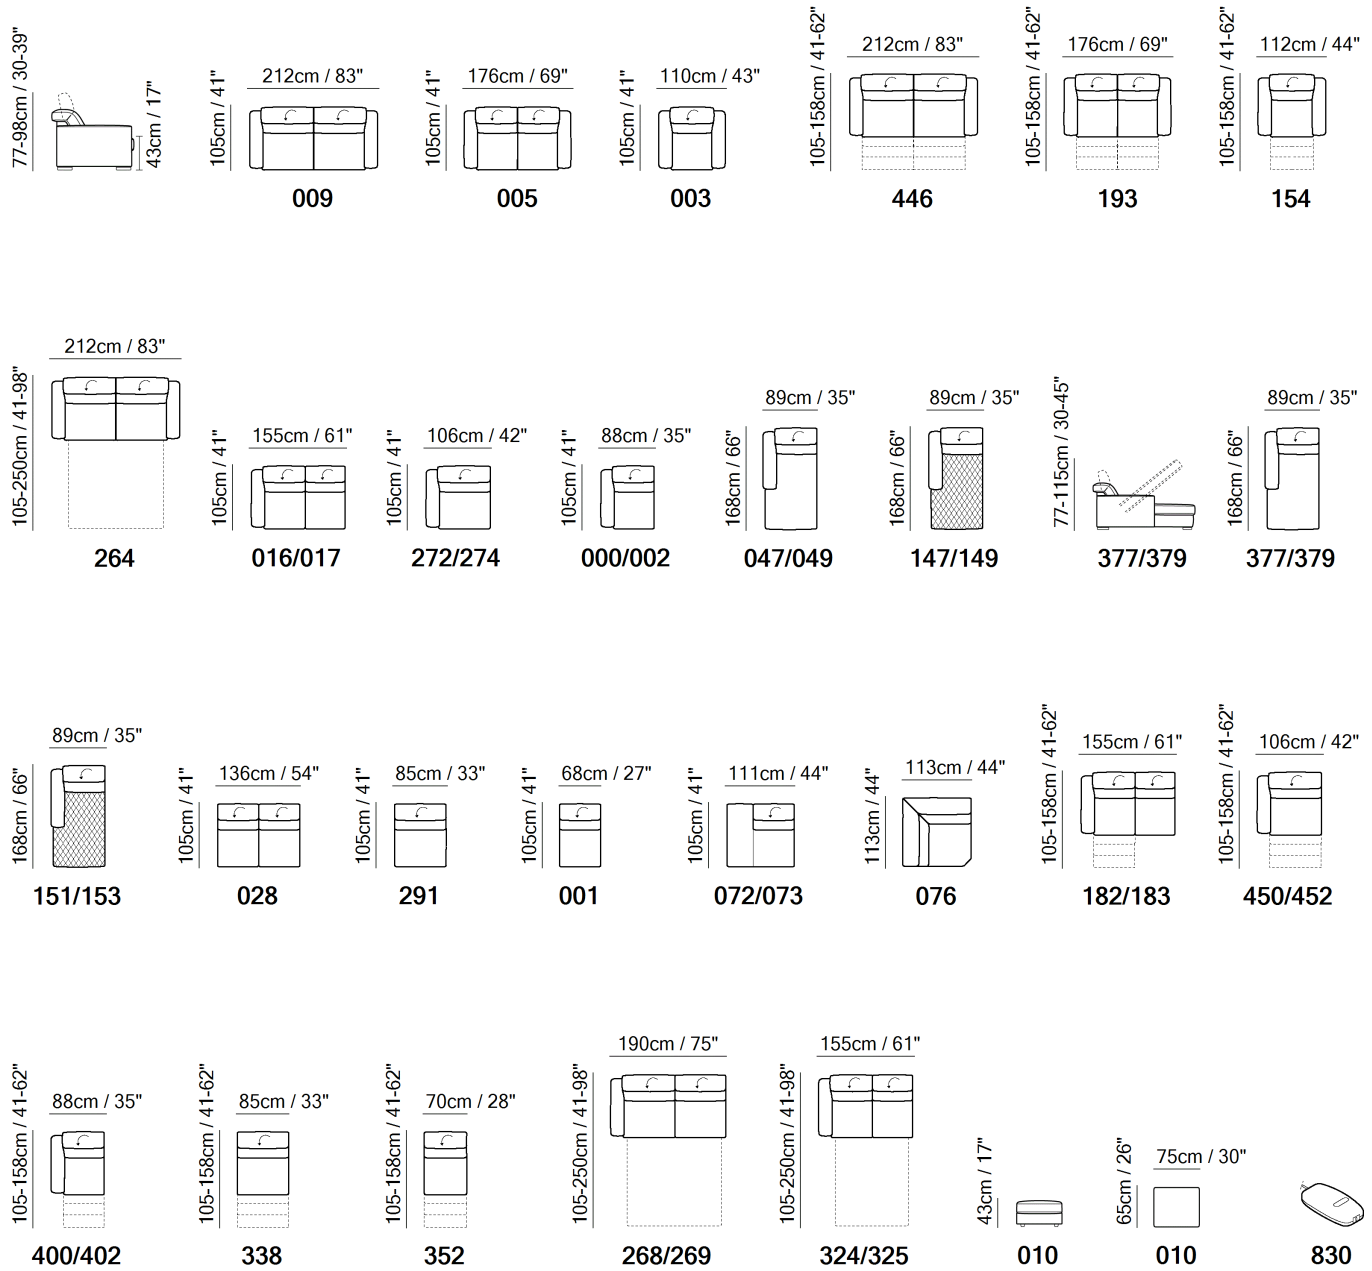 77-98cm / 30-39"
43cm / 17"
105cm / 41"
212cm / 83"
009
105cm / 41"
176cm / 69"
005
105cm / 41"
110cm / 43"
003
105-158cm / 41-62"
212cm / 83"
446
105-158cm / 41-62"
176cm / 69"
193
105-158cm / 41-62"
112cm / 44"
154
105-250cm / 41-98"
212cm / 83"
264
105cm / 41"
155cm / 61"
016/017
105cm / 41"
106cm / 42"
272/274
105cm / 41"
88cm / 35"
000/002
168cm / 66"
89cm / 35"
047/049
168cm / 66"
89cm / 35"
147/149
77-115cm / 30-45"
377/379
168cm / 66"
89cm / 35"
377/379
168cm / 66"
89cm / 35"
151/153
105cm / 41"
136cm / 54"
028
105cm / 41"
85cm / 33"
291
105cm / 41"
68cm / 27"
001
105cm / 41"
111cm / 44"
072/073
113cm / 44"
113cm / 44"
076
105-158cm / 41-62"
155cm / 61"
182/183
105-158cm / 41-62"
106cm / 42"
450/452
105-158cm / 41-62"
88cm / 35"
400/402
105-158cm / 41-62"
85cm / 33"
338
105-158cm / 41-62"
70cm / 28"
352
105-250cm / 41-98"
190cm / 75"
268/269
105-250cm / 41-98"
155cm / 61"
324/325
43cm / 17"
010
65cm / 26"
75cm / 30"
010
830